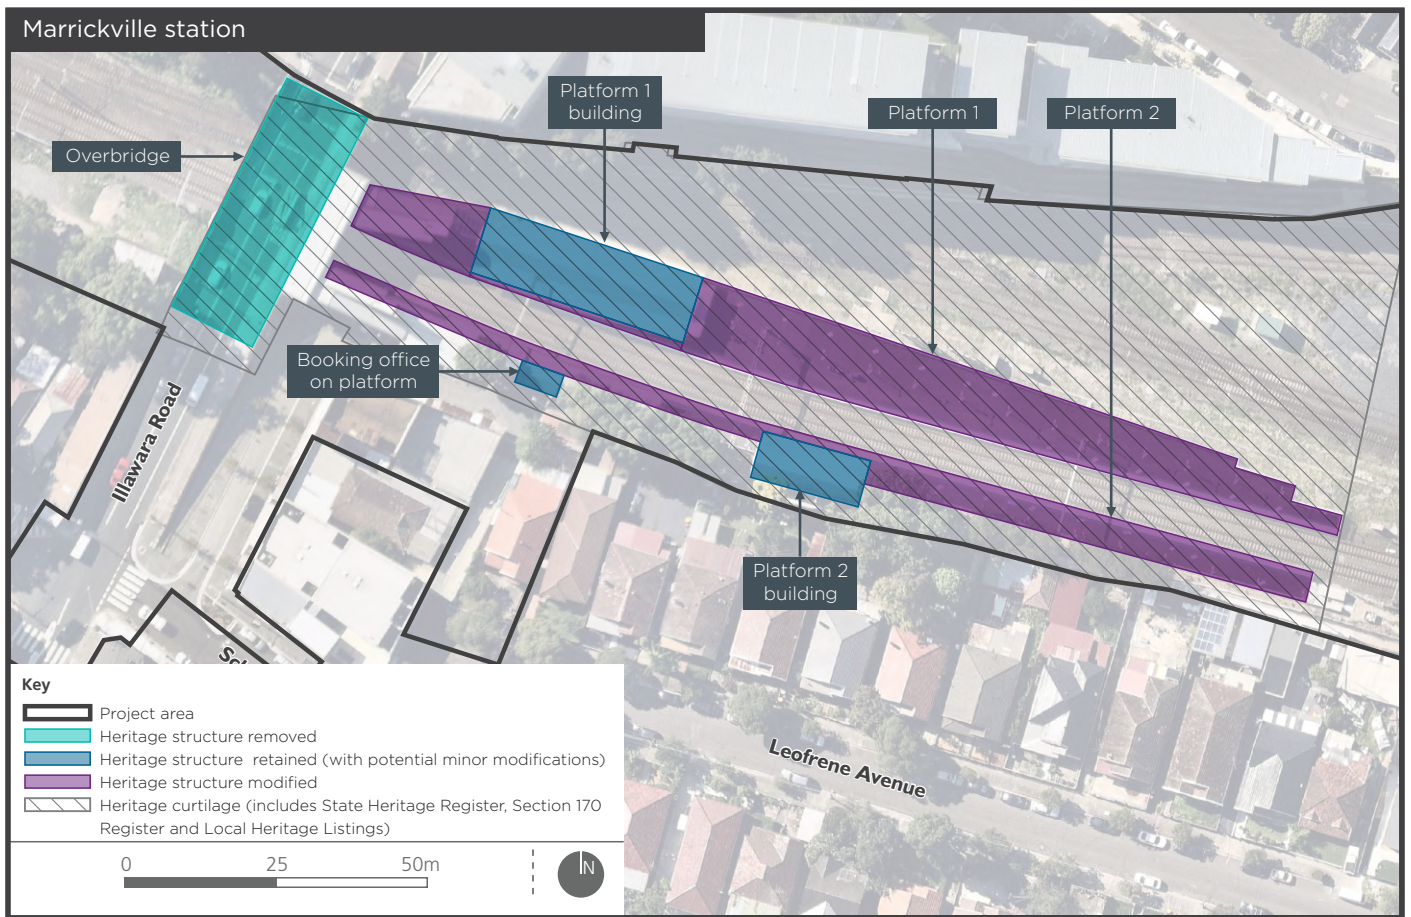 Marrickville station
Platform 1
building
Platform 1
Platform 2
Overbridge
Booking office
on platform
Illawara Road
Platform 2
building
Leofrene Avenue
Key
Project area
Heritage structure removed
Heritage structure  retained (with potential minor modifications)
Heritage structure modified
Heritage curtilage (includes State Heritage Register, Section 170
Register and Local Heritage Listings)
0 25 50m
N